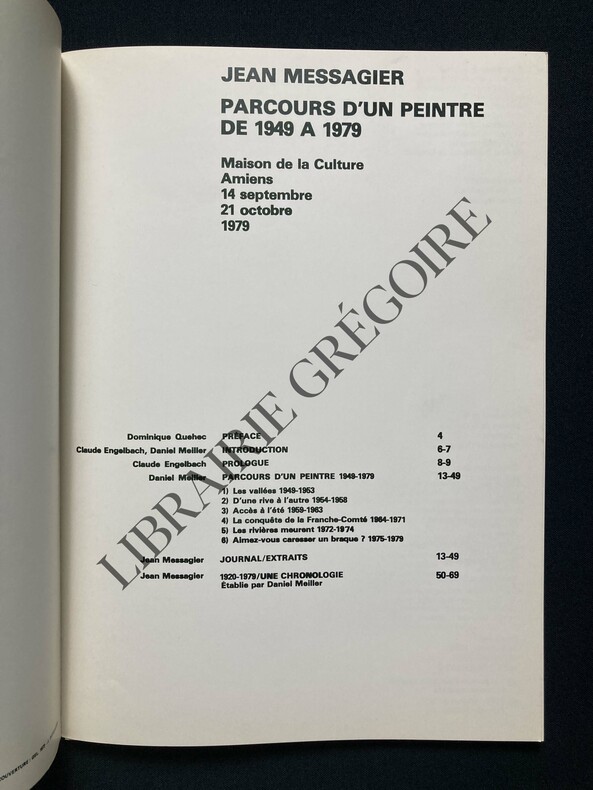 JEAN MESSAGIER
PARCOURS D'UN PEINTRE
DE 1949 A 1979
Maison de la Culture
Amiens
14 septembre
21 octobre
1979
LIBRAIRIE GRÉGOIRE
Dominique Quehec PRÉFACE 4
Claude Engelbach, Daniel Meiller INTRODUCTION 6-7
Claude Engelbach PROLOGUE 8-9
Daniel Meiller PARCOURS D'UN PEINTRE 1949-1979 13-49
1) Les vallées 1949-1953
2) D'une rive à l'autre 1954-1958
3) Accès à l'été 1959-1963
4) La conquête de la Franche-Comté 1964-1971
5) Les rivières meurent 1972-1974
6) Aimez-vous caresser un braque ? 1975-1979
Jean Messagier JOURNAL/EXTRAITS 13-49
Jean Messagier 1920-1979/UNE CHRONOLOGIE 50-69
Établie par Daniel Meiller
COUVERTURE: